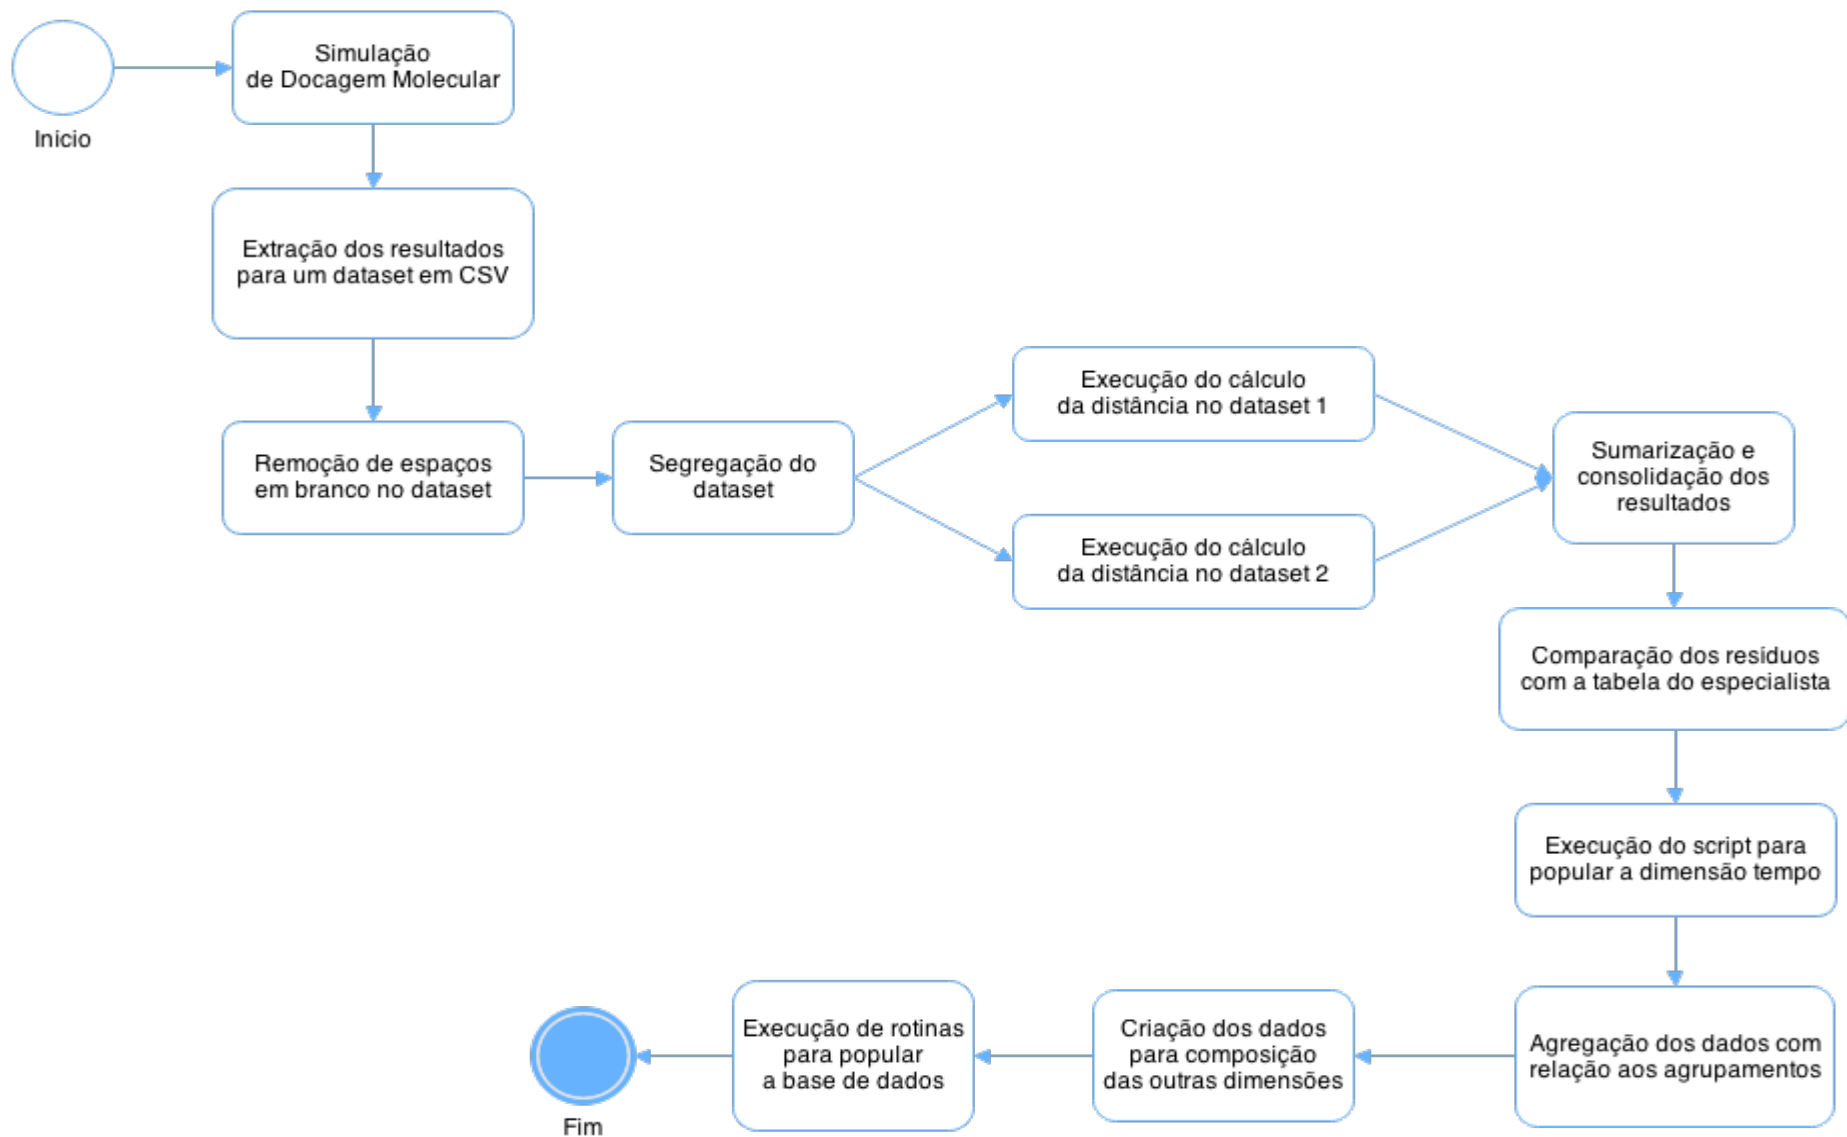 Simulação
de Docagem Molecular
Início
Extração dos resultados
para um dataset em CSV
Remoção de espaços
em branco no dataset
Segregação do
dataset
Execução do cálculo
da distância no dataset 1
Execução do cálculo
da distância no dataset 2
Sumarização e
consolidação dos
resultados
Comparação dos resíduos
com a tabela do especialista
Execução do script para
popular a dimensão tempo
Agregação dos dados com
relação aos agrupamentos
Criação dos dados
para composição
das outras dimensões
Execução de rotinas
para popular
a base de dados
Fim